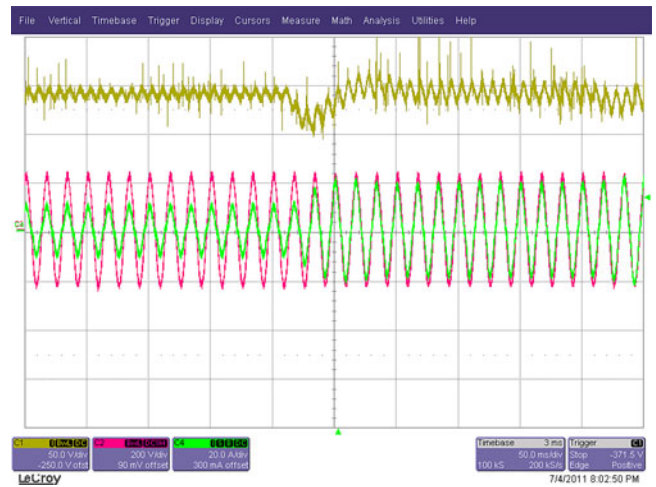 File Vertical Timebase Trigger Display Cursors Measure Math Analysis Utilities Help
C1 BwL DC
50.0 V/div
-250.0 V ofst
C2
200 V/div
90 mV offset
C4
20.0 A/div
300 mA offset
Timebase 3 ms
50.0 ms/div
100 kS 200 kS/s
Trigger C1
Stop -371.5 V
Edge Positive
LeCroy
7/4/2011 8:02:50 PM